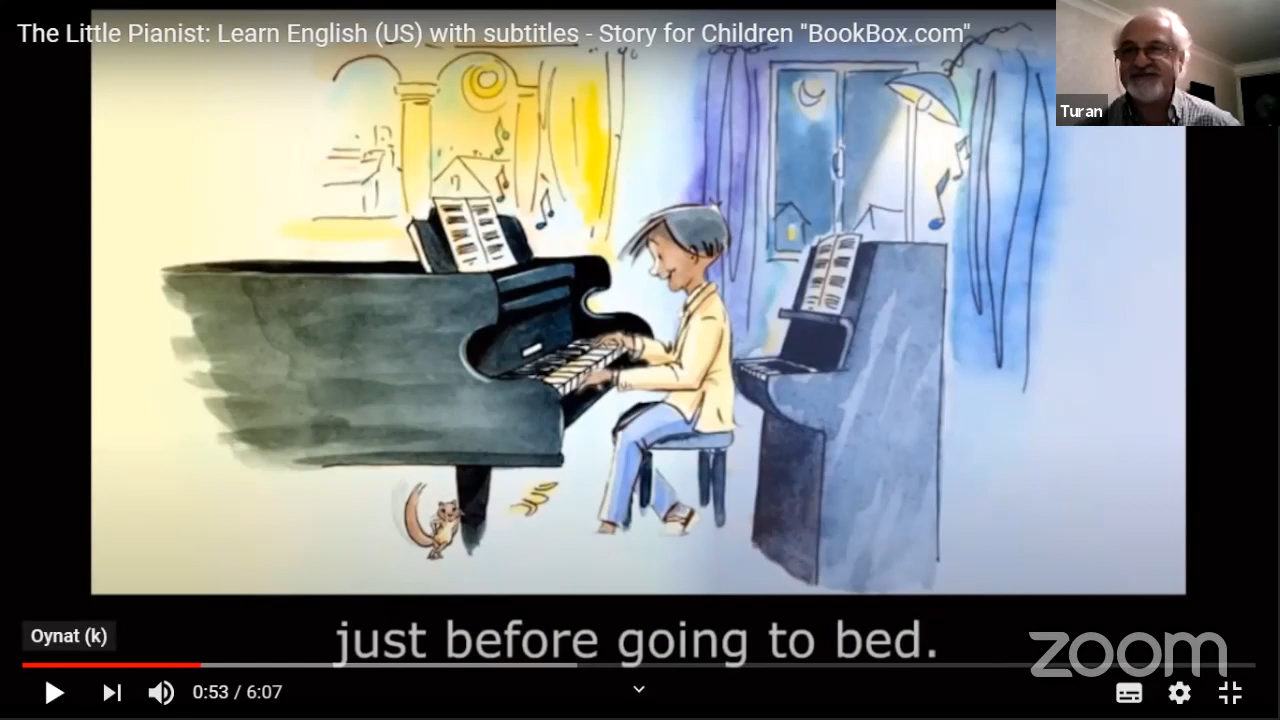 The Little Pianist: Learn English (US) with subtitles - Story for Children "BookBox.com"
Turan
Oynat (k)
just before going to bed.
zoom
0:53 / 6:07